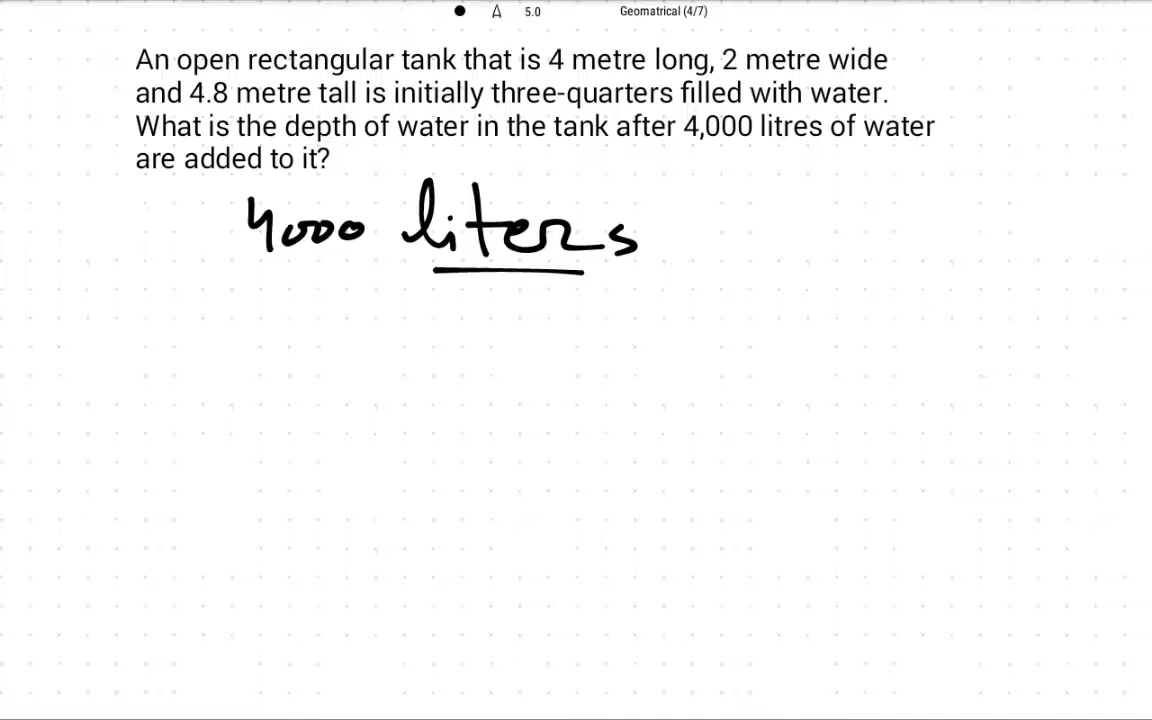 A 5.0 Geomatrical (4/7)
An open rectangular tank that is 4 metre long, 2 metre wide
and 4.8 metre tall is initially three-quarters filled with water.
What is the depth of water in the tank after 4,000 litres of water
are added to it?
4000 liters